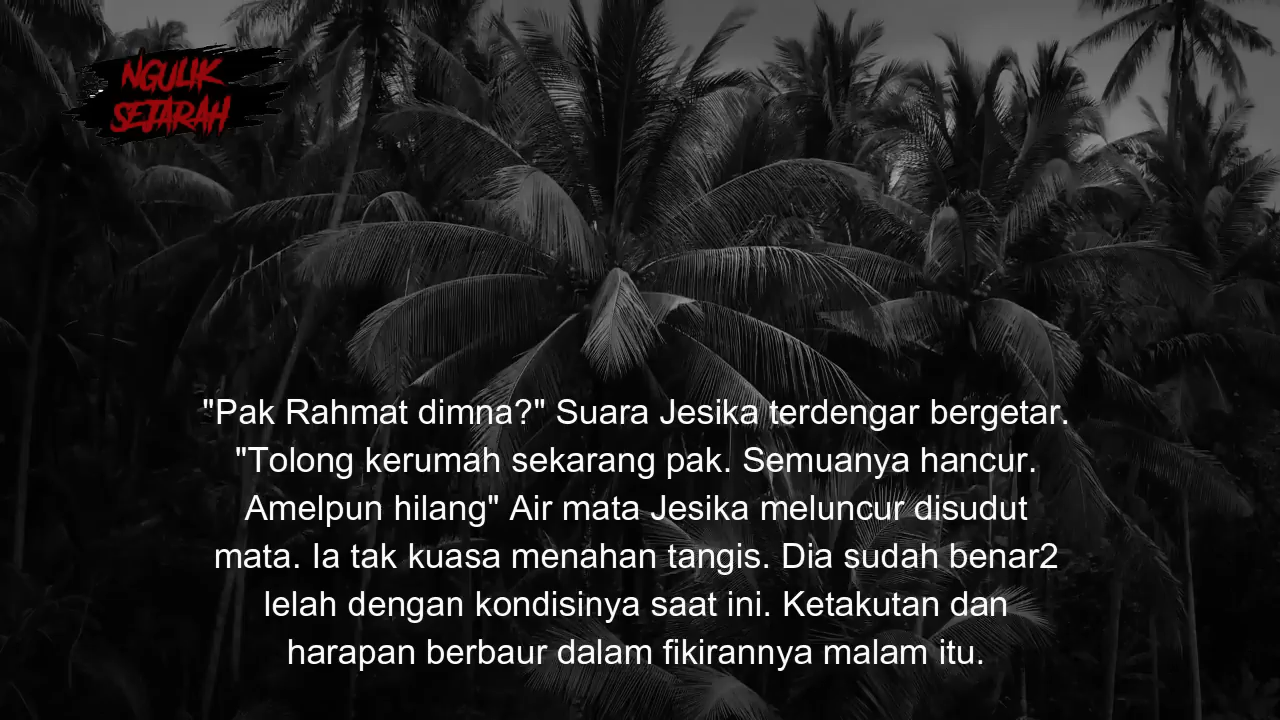 NGULIK
SEJARAH
"Pak Rahmat dimna?" Suara Jesika terdengar bergetar.
"Tolong kerumah sekarang pak. Semuanya hancur.
Amelpun hilang" Air mata Jesika meluncur disudut
mata. Ia tak kuasa menahan tangis. Dia sudah benar2
lelah dengan kondisinya saat ini. Ketakutan dan
harapan berbaur dalam fikirannya malam itu.